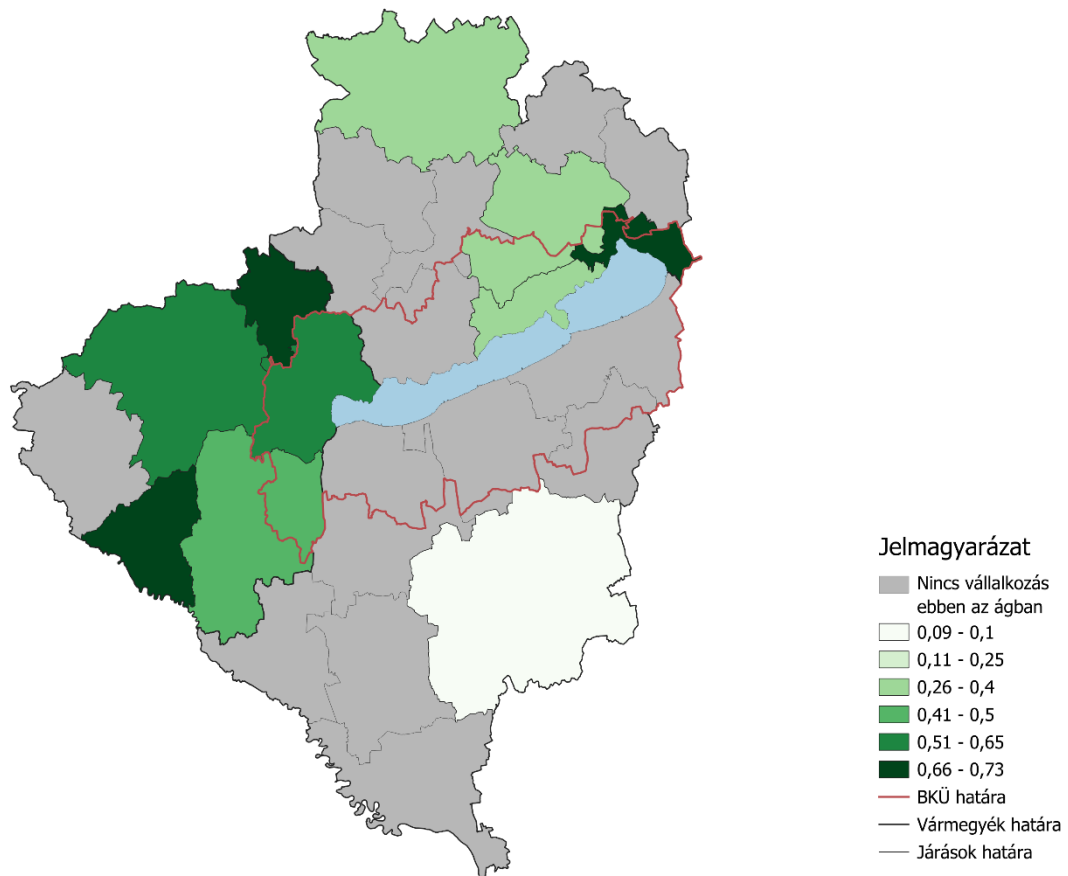 Jelmagyarázat
Nincs vállalkozás
ebben az ágban
0,09 - 0,1
0,11 - 0,25
0,26 - 0,4
0,41 - 0,5
0,51 - 0,65
0,66 - 0,73
BKÜ határa
Vármegyék határa
Járások határa